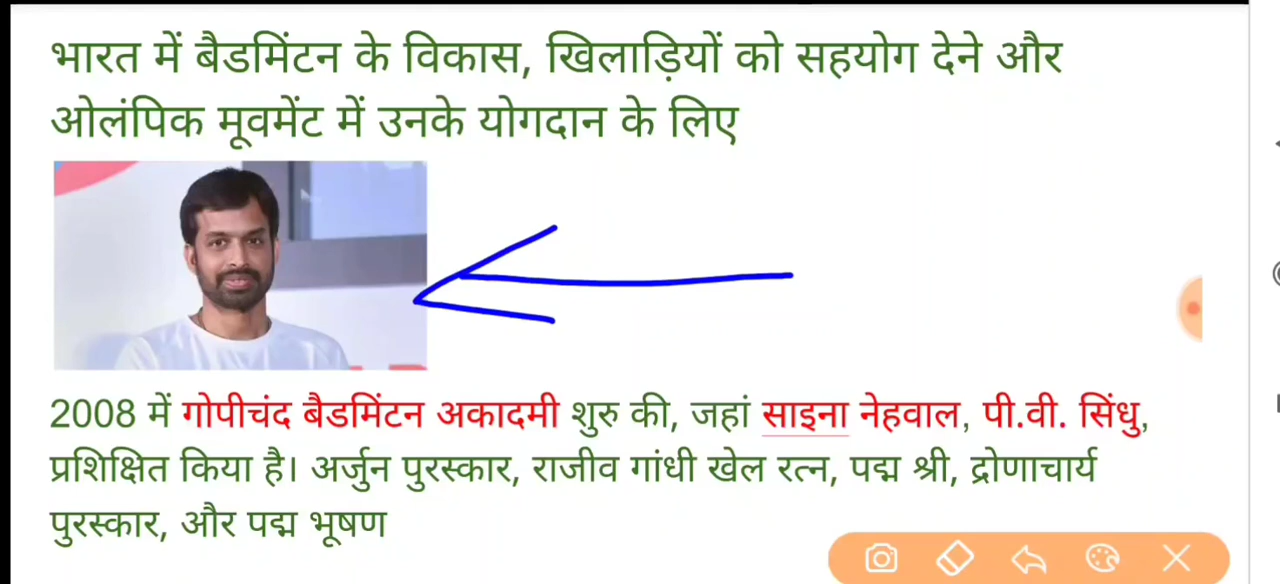 भारत में बैडमिंटन के विकास, खिलाड़ियों को सहयोग देने और
ओलंपिक मूवमेंट में उनके योगदान के लिए
2008 में गोपीचंद बैडमिंटन अकादमी शुरु की, जहां साइना नेहवाल, पी.वी. सिंधु,
प्रशिक्षित किया है। अर्जुन पुरस्कार, राजीव गांधी खेल रत्न, पद्म श्री, द्रोणाचार्य
पुरस्कार, और पद्म भूषण